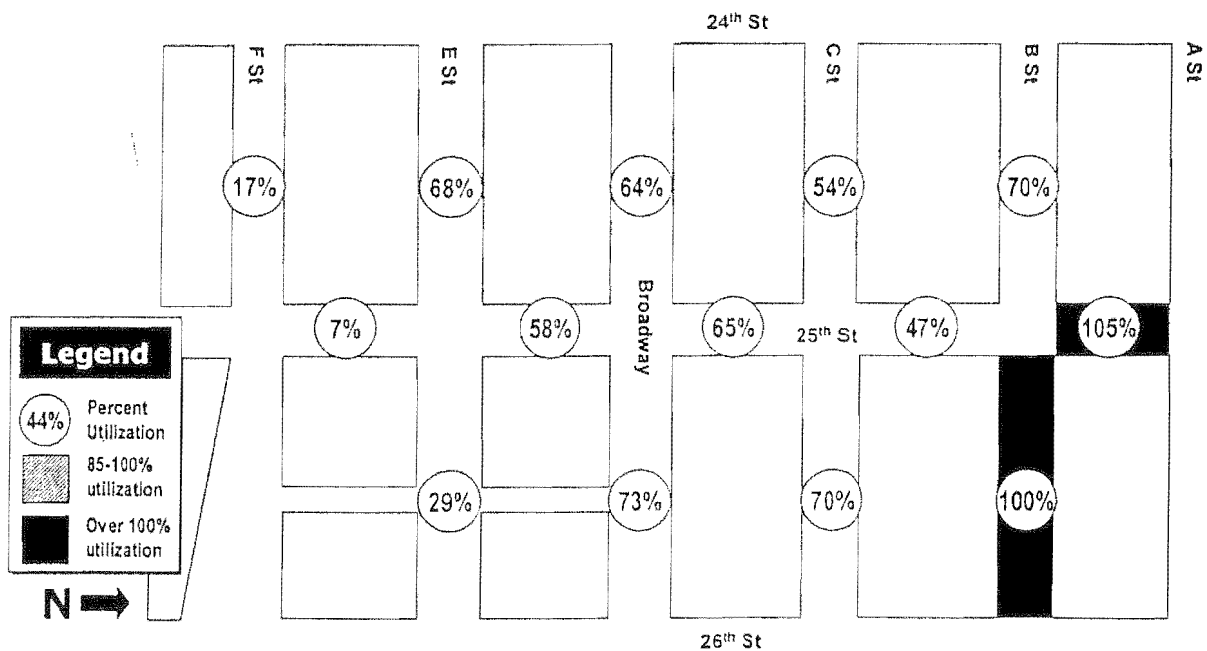 24th St
F St
E St
C St
B St
A St
17%
68%
64%
54%
70%
Broadway
7%
58%
65%
25th St
47%
105%
Legend
44%
Percent
Utilization
85-100%
utilization
Over 100%
utilization
29%
73%
70%
100%
N
26th St